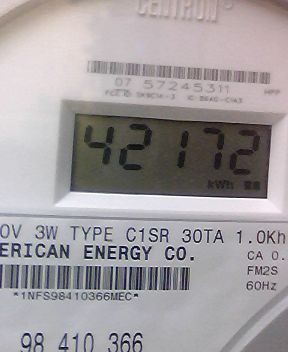 CENTRON
07 57245311
42172
kWh
0V 3W TYPE C1SR 30TA 1.0Kh
ERICAN ENERGY CO.
CA 0.
FM2S
60Hz
*1NFS98410366MEC*
98 410 366